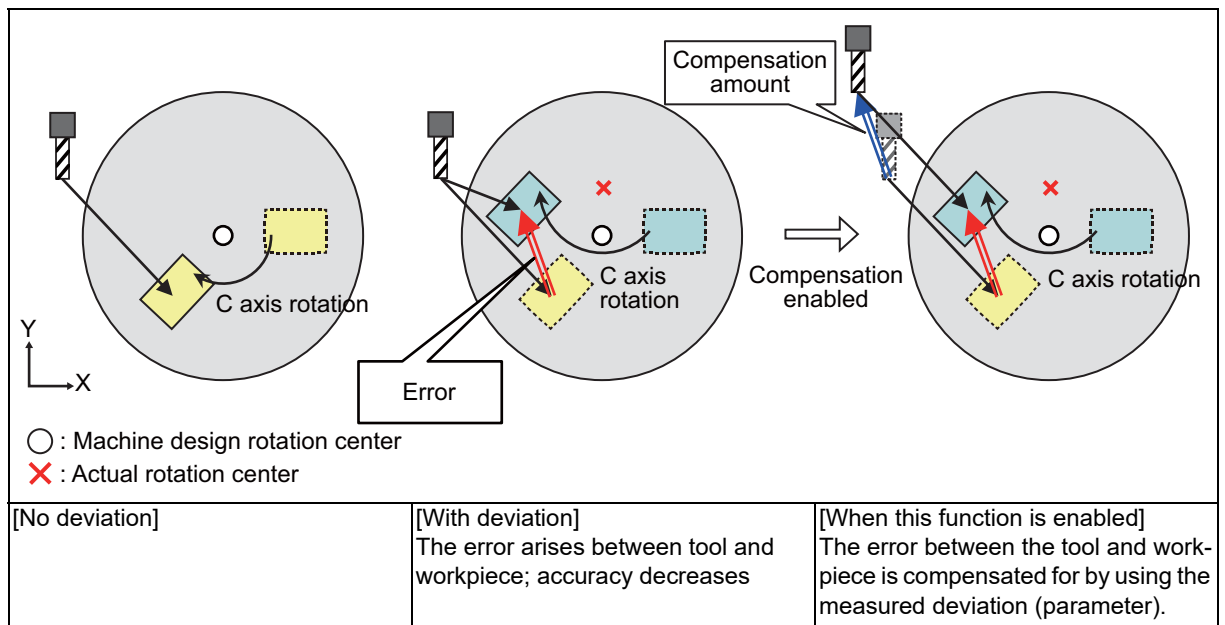 Compensation
amount
C axis rotation
C axis
rotation
Compensation
enabled
C axis rotation
Y
X
Error
: Machine design rotation center
: Actual rotation center
[No deviation]
[With deviation]
The error arises between tool and
workpiece; accuracy decreases
[When this function is enabled]
The error between the tool and work-
piece is compensated for by using the
measured deviation (parameter).